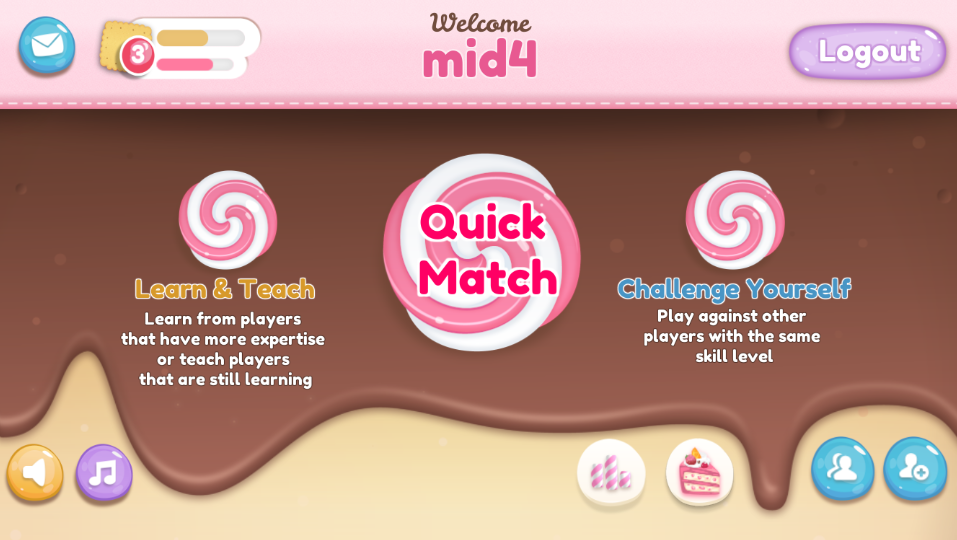 3
Welcome
mid4
Logout
Quick
Match
Learn & Teach
Learn from players
that have more expertise
or teach players
that are still learning
Challenge Yourself
Play against other
players with the same
skill level